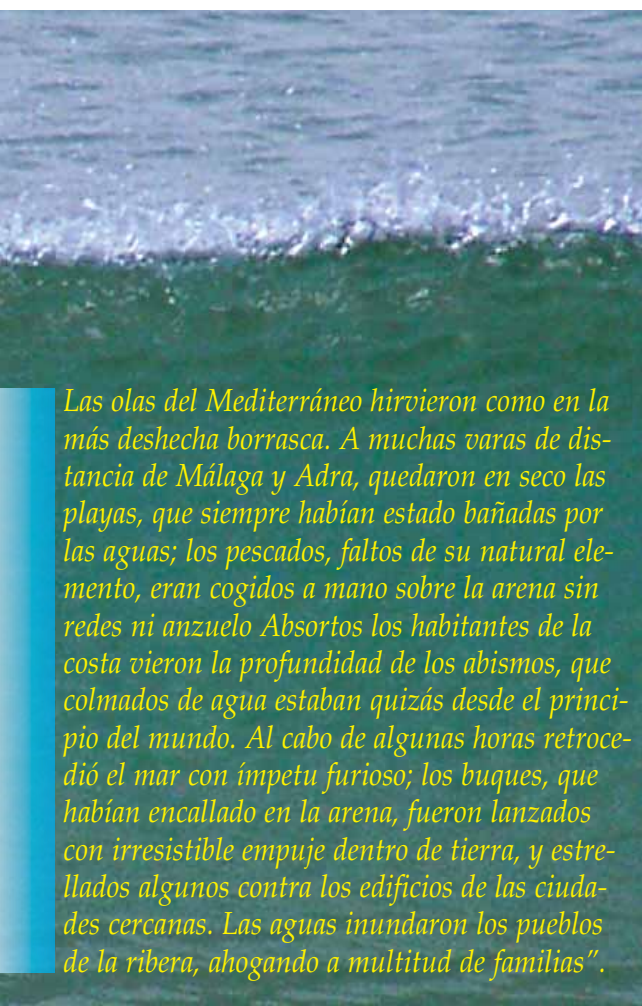 Las olas del Mediterráneo hirvieron como en la
más deshecha borrasca. A muchas varas de dis-
tancia de Málaga y Adra, quedaron en seco las
playas, que siempre habían estado bañadas por
las aguas; los pescados, faltos de su natural ele-
mento, eran cogidos a mano sobre la arena sin
redes ni anzuelo Absortos los habitantes de la
costa vieron la profundidad de los abismos, que
colmados de agua estaban quizás desde el princi-
pio del mundo. Al cabo de algunas horas retroce-
dió el mar con ímpetu furioso; los buques, que
habían encallado en la arena, fueron lanzados
con irresistible empuje dentro de tierra, y estre-
llados algunos contra los edificios de las ciuda-
des cercanas. Las aguas inundaron los pueblos
de la ribera, ahogando a multitud de familias”.